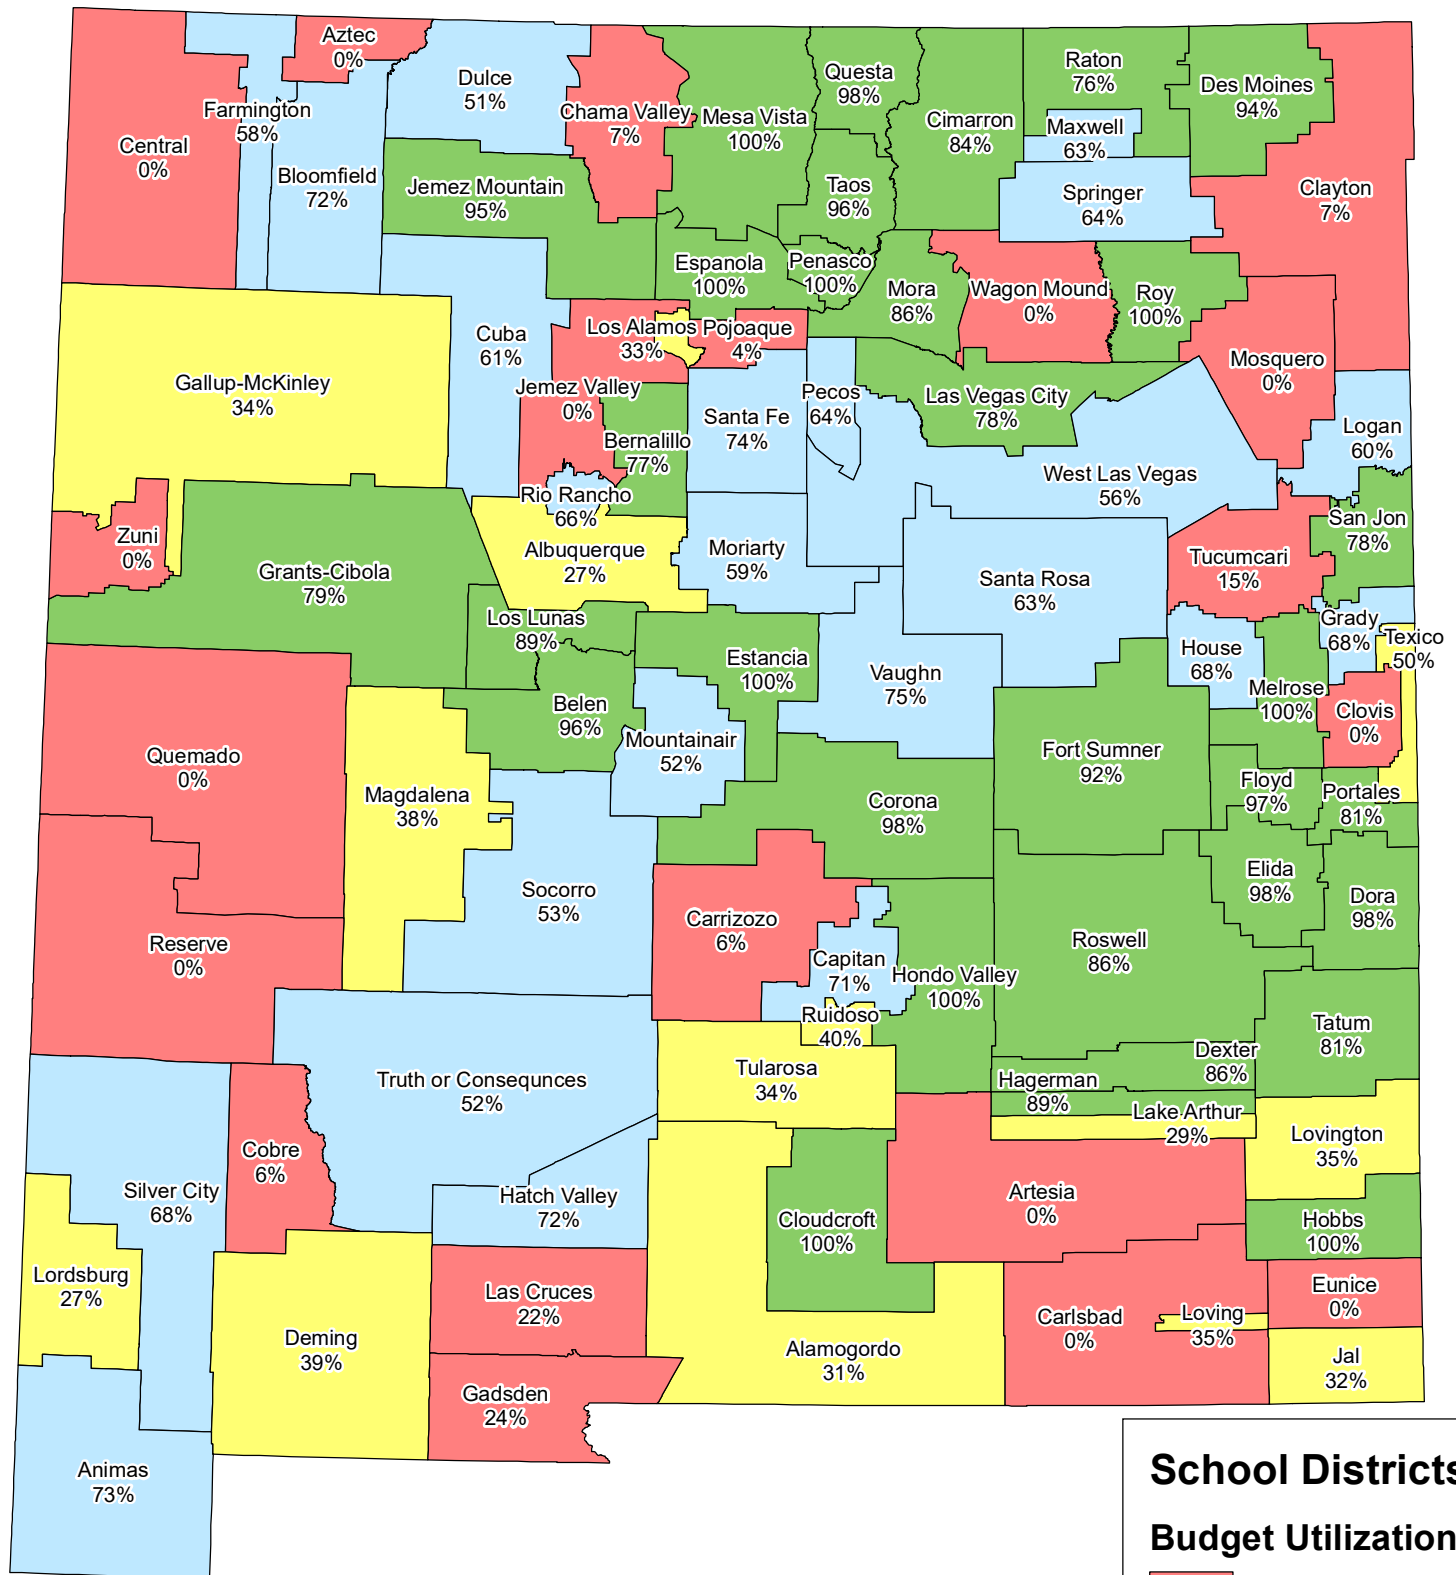 Aztec
0%
Farmington
58%
Dulce
51%
Chama Valley
7%
Mesa Vista
100%
Questa
98%
Cimarron
84%
Raton
76%
Des Moines
94%
Central
0%
Bloomfield
72%
Jemez Mountain
95%
Taos
96%
Maxwell
63%
Springer
64%
Clayton
7%
Espanola
100%
Penasco
100%
Mora
86%
Wagon Mound
0%
Roy
100%
Gallup-McKinley
34%
Cuba
61%
Los Alamos
33%
Pojoaque
4%
Mosquero
0%
Jemez Valley
0%
Bernalillo
77%
Santa Fe
74%
Pecos
64%
Las Vegas City
78%
Logan
60%
West Las Vegas
56%
Rio Rancho
66%
Zuni
0%
Grants-Cibola
79%
Albuquerque
27%
Moriarty
59%
Santa Rosa
63%
Tucumcari
15%
San Jon
78%
Los Lunas
89%
Estancia
100%
Vaughn
75%
House
68%
Grady
68%
Texico
50%
Belen
96%
Melrose
100%
Clovis
0%
Quemado
0%
Magdalena
38%
Mountainair
52%
Fort Sumner
92%
Floyd
97%
Portales
81%
Corona
98%
Socorro
53%
Elida
98%
Dora
98%
Reserve
0%
Carrizozo
6%
Capitan
71%
Hondo Valley
100%
Roswell
86%
Ruidoso
40%
Tatum
81%
Truth or Consequnces
52%
Tularosa
34%
Dexter
86%
Hagerman
89%
Lake Arthur
29%
Lovington
35%
Cobre
6%
Silver City
68%
Hatch Valley
72%
Cloudcroft
100%
Artesia
0%
Hobbs
100%
Lordsburg
27%
Las Cruces
22%
Deming
39%
Alamogordo
31%
Carlsbad
0%
Loving
35%
Eunice
0%
Jal
32%
Gadsden
24%
Animas
73%
School Districts
Budget Utilization